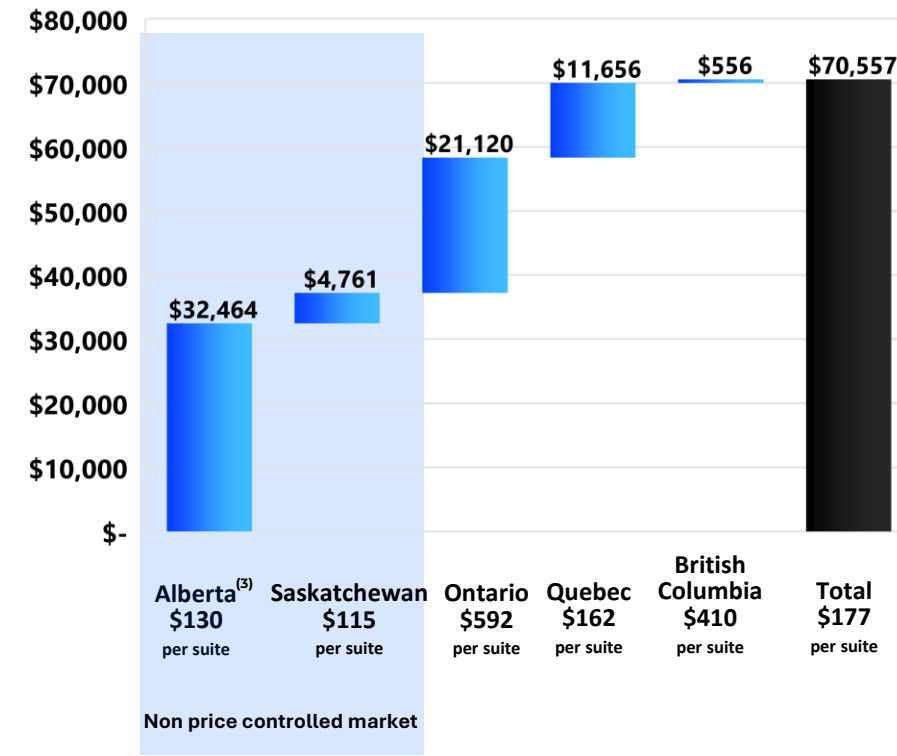 $80,000
$70,000
$60,000
$50,000
$40,000
$30,000
$20,000
$10,000
$-
$32,464
$4,761
$21,120
$11,656
$556
$70,557
Alberta(3)
$130
per suite
Saskatchewan
$115
per suite
Ontario
$592
per suite
Quebec
$162
per suite
British
Columbia
$410
per suite
Total
$177
per suite
Non price controlled market